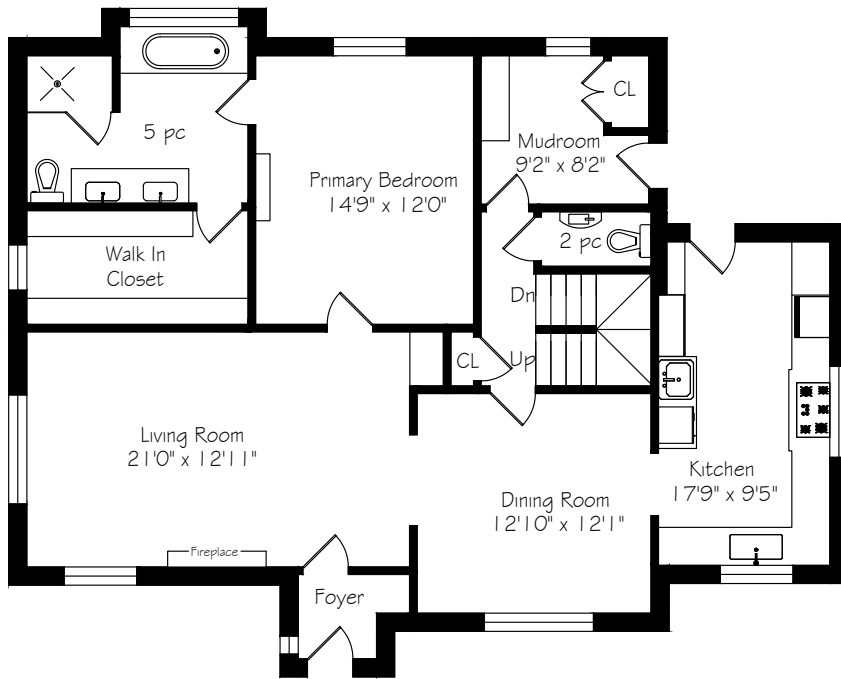 CL
5 pc
Mudroom
9'2" x 8'2"
Primary Bedroom
14'9" x 12'0"
2 pc
Walk In
Closet
Dn
CL
Up
Living Room
21'0" x 12'11"
Kitchen
17'9" x 9'5"
Dining Room
12'10" x 12'1"
Fireplace
Foyer